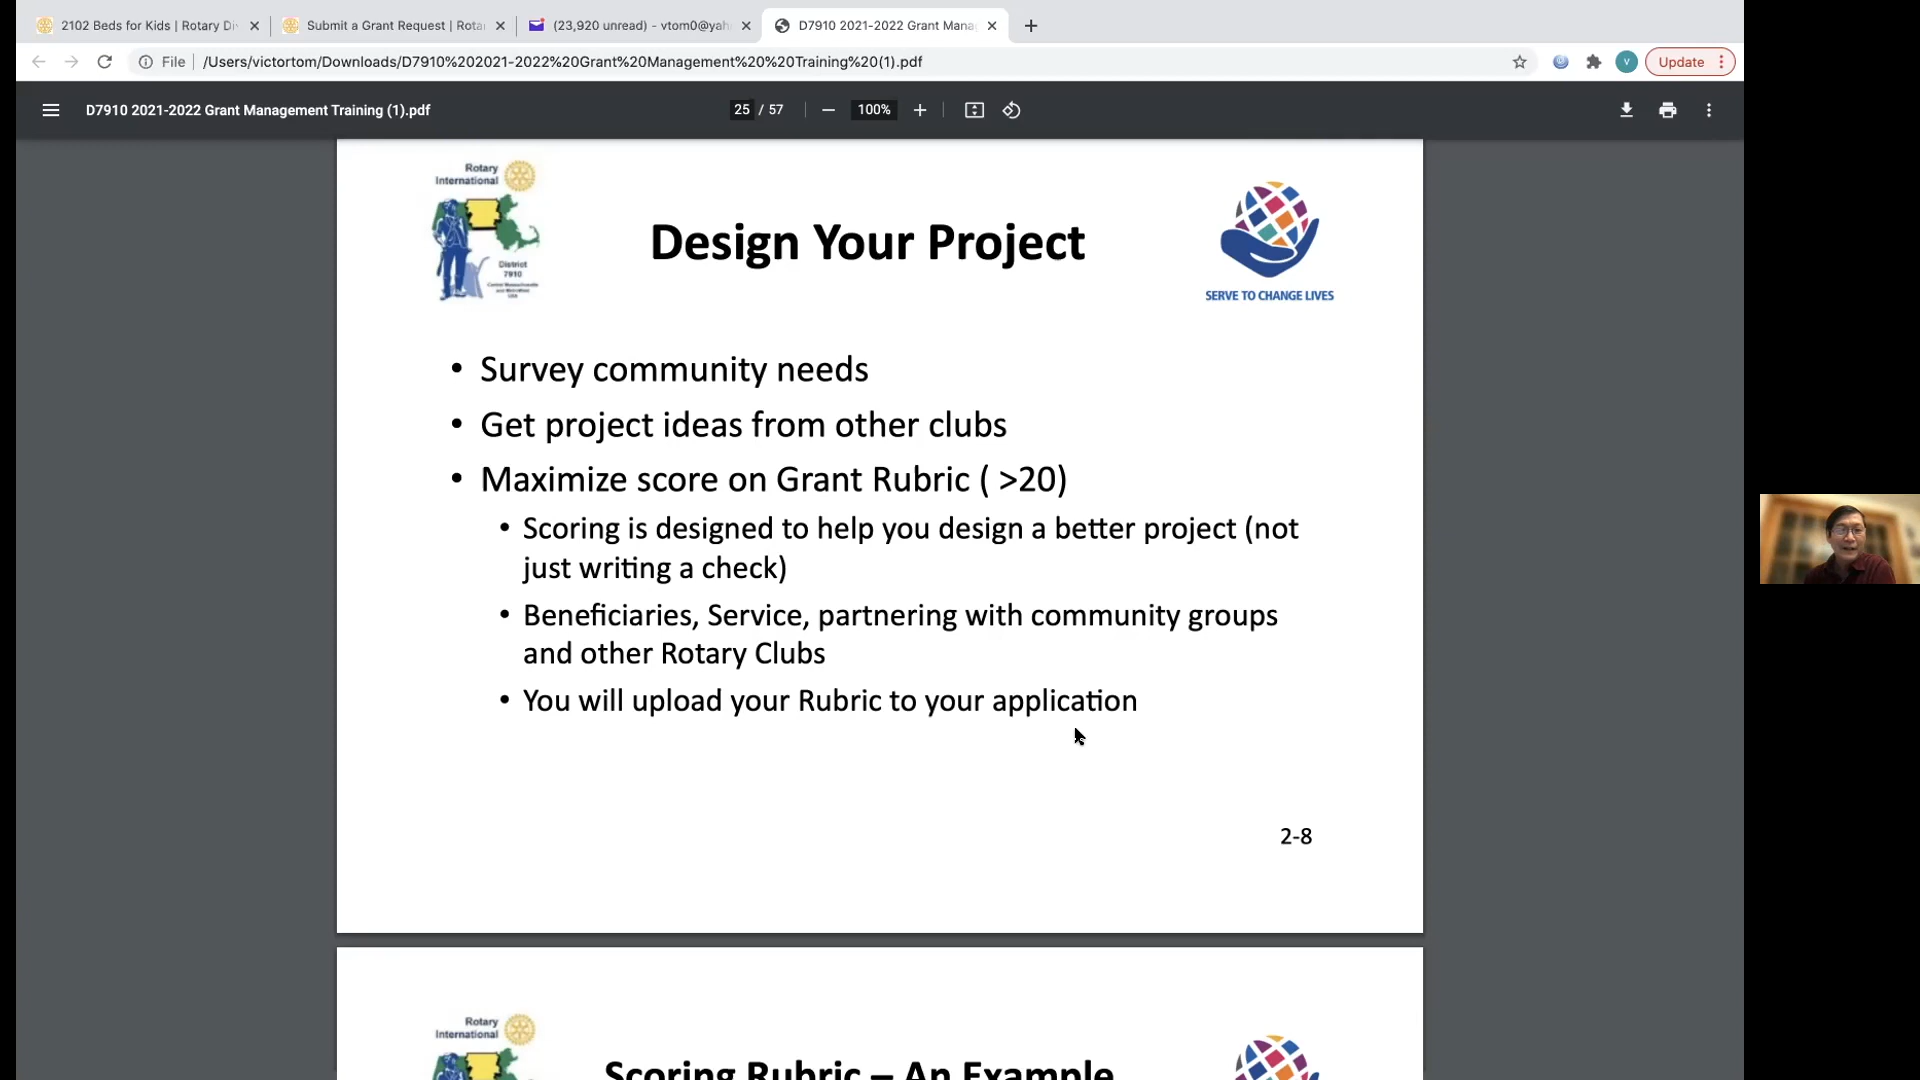 2102 Beds for Kids | Rotary Di
Submit a Grant Request | Rota
(23,920 unread) - vtom0@yah
D7910 2021-2022 Grant Mana
File
/Users/victortom/Downloads/D7910%202021-2022%20Grant%20Management%20%20Training%20(1).pdf
V
Update
D7910 2021-2022 Grant Management Training (1).pdf
25 / 57
100%
Rotary
International
District
7910
Central Massachusetts
Design Your Project
SERVE TO CHANGE LIVES
• Survey community needs
• Get project ideas from other clubs
• Maximize score on Grant Rubric ( >20)
• Scoring is designed to help you design a better project (not
just writing a check)
• Beneficiaries, Service, partnering with community groups
and other Rotary Clubs
• You will upload your Rubric to your application
2-8
Rotary
International
Scoring Rubric – An Example